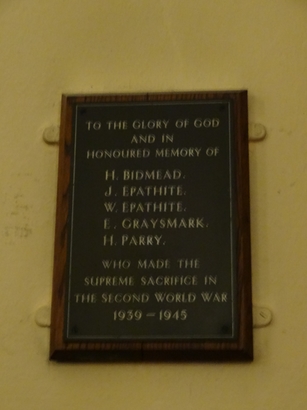 TO THE GLORY OF GOD
AND IN
HONOURED MEMORY OF
H. BIDMEAD.
J. EPATHITE.
W. EPATHITE.
E. GRAYSMARK.
H. PARRY.
WHO MADE THE
SUPREME SACRIFICE IN
THE SECOND WORLD WAR
1939 - 1945